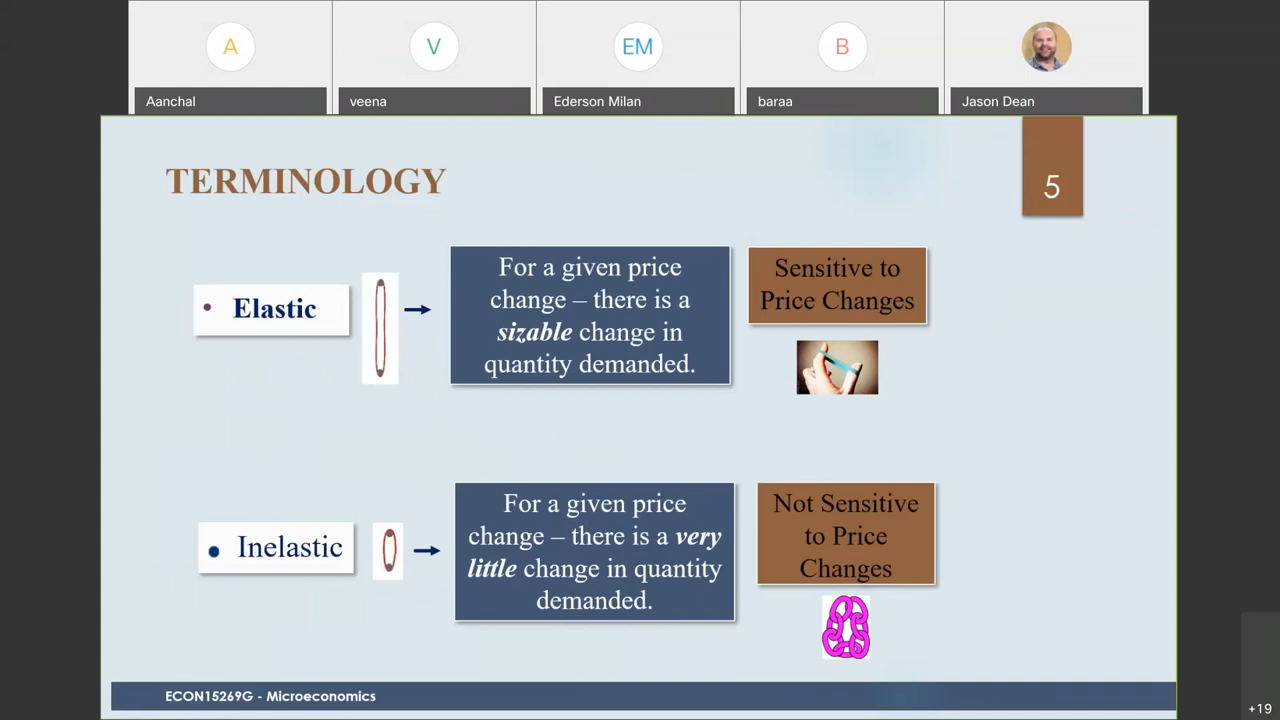 A
V
EM
B
Aanchal
veena
Ederson Milan
baraa
Jason Dean
TERMINOLOGY
5
• Elastic
For a given price
change – there is a
sizable change in
quantity demanded.
Sensitive to
Price Changes
• Inelastic
For a given price
change – there is a very
little change in quantity
demanded.
Not Sensitive
to Price
Changes
ECON15269G - Microeconomics
+19